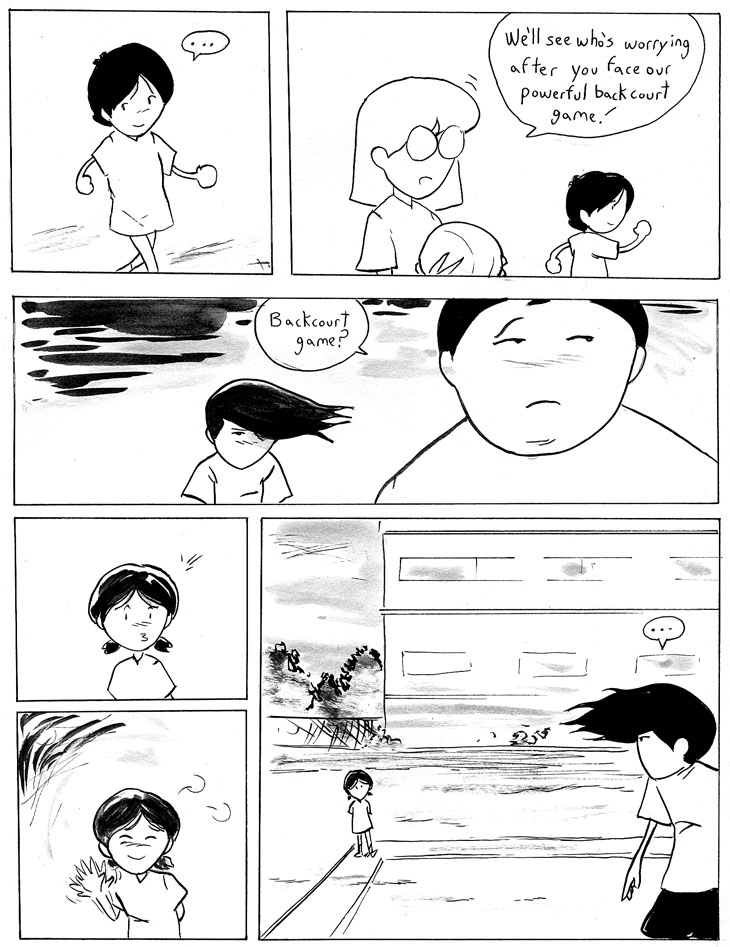 ...
We'll see who's worrying
after you face our
powerful backcourt
game!
Backcourt
game?
...